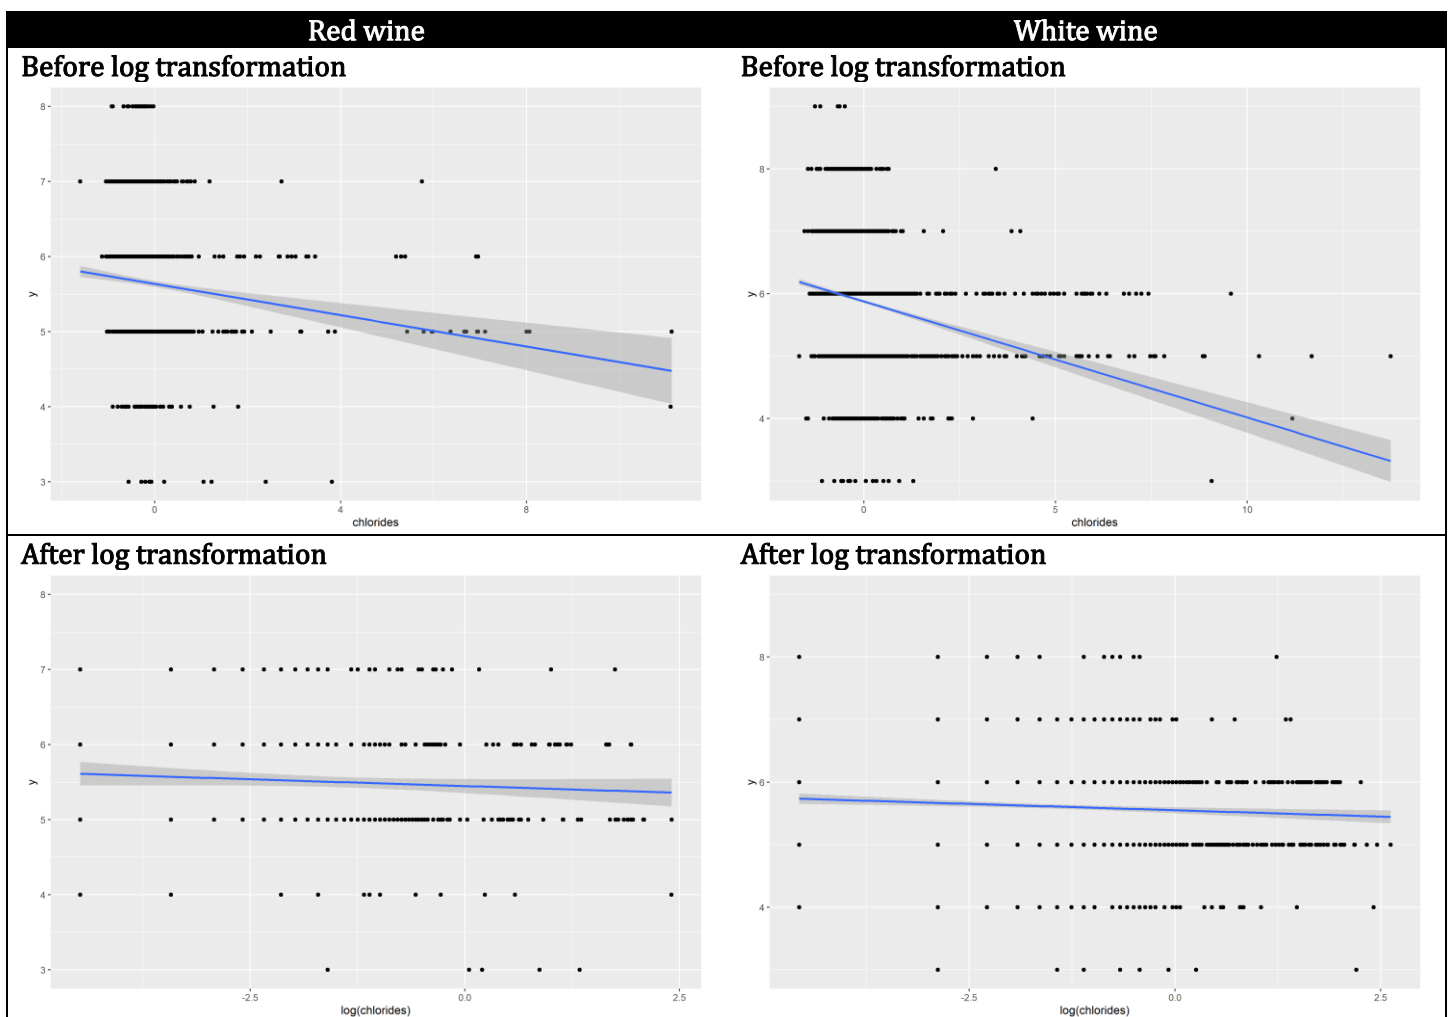 Red wine
White wine
Before log transformation
8
7
6
5
4
3
y
0
4
8
chlorides
Before log transformation
8
6
4
y
0
5
10
chlorides
After log transformation
8
7
6
5
4
3
y
-2.5
0.0
2.5
log(chlorides)
After log transformation
8
6
4
y
-2.5
0.0
2.5
log(chlorides)